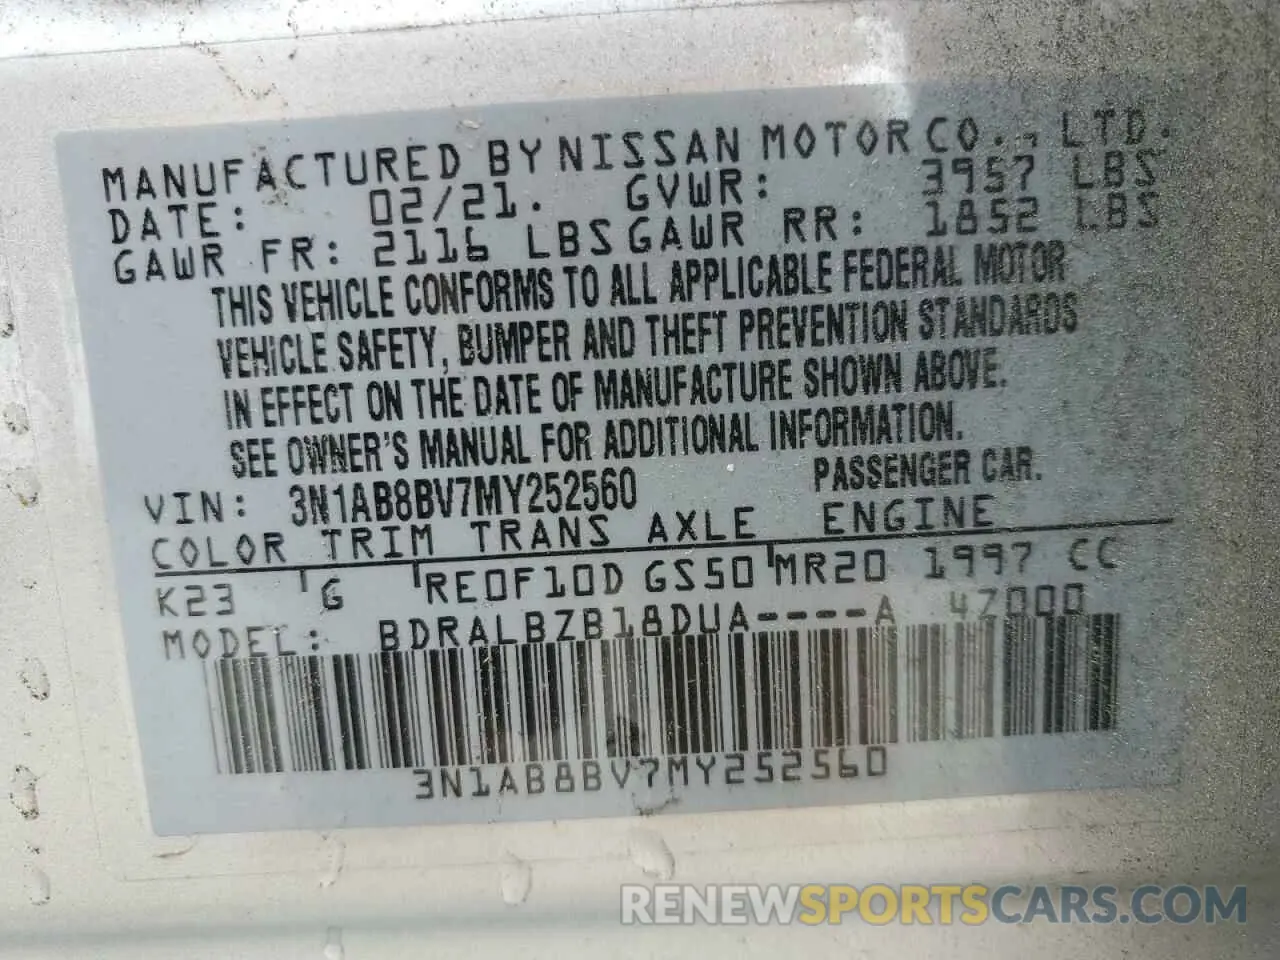 MANUFACTURED BY NISSAN MOTOR CO., LTD.
DATE: 02/21. GVWR: 3957 LBS
GAWR FR: 2116 LBS GAWR RR: 1852 LBS
THIS VEHICLE CONFORMS TO ALL APPLICABLE FEDERAL MOTOR
VEHICLE SAFETY, BUMPER AND THEFT PREVENTION STANDARDS
IN EFFECT ON THE DATE OF MANUFACTURE SHOWN ABOVE.
SEE OWNER'S MANUAL FOR ADDITIONAL INFORMATION.
VIN: 3N1AB8BV7MY252560 PASSENGER CAR.
COLOR TRIM TRANS AXLE ENGINE
K23 G RE0F10D GS50 MR20 1997 CC
MODEL: BDRALBZB18DUA----A 47000
3N1AB8BV7MY252560
RENEWSPORTSCARS.COM